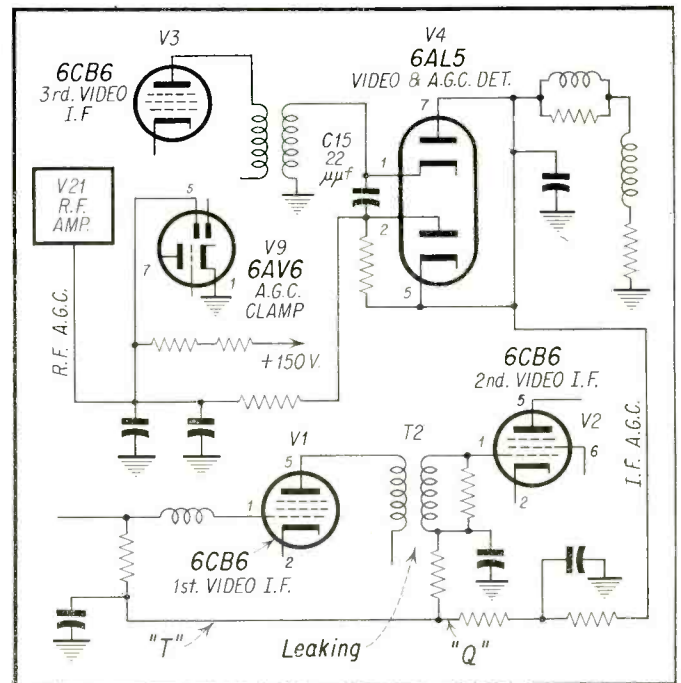 V3
6CB6
3rd. VIDEO
I.F
V4
6AL5
VIDEO & A.G.C. DET.
7
C15
22
μμf
1
2
5
V21
R.F.
AMP.
5
7
1
V9
6AV6
A.G.C.
CLAMP
R.F. A.G.C.
+150V.
6CB6
2nd. VIDEO I.F.
5
V2
1
6
2
I.F. A.G.C.
V1
5
1
2
T2
6CB6
1st. VIDEO I.F.
"T"
Leaking
"Q"